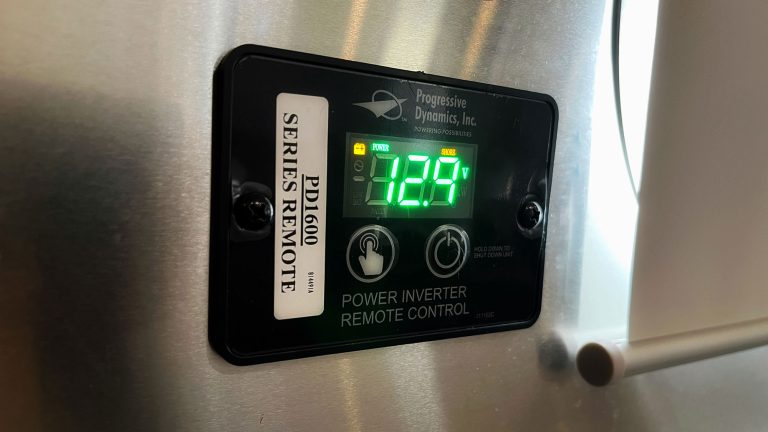 Progressive
Dynamics, Inc.
POWERING POSSIBILITIES
PD1600
SERIES REMOTE
POWER
SHORE
12.9
V
HOLD DOWN TO
SHUT DOWN UNIT
POWER INVERTER
REMOTE CONTROL